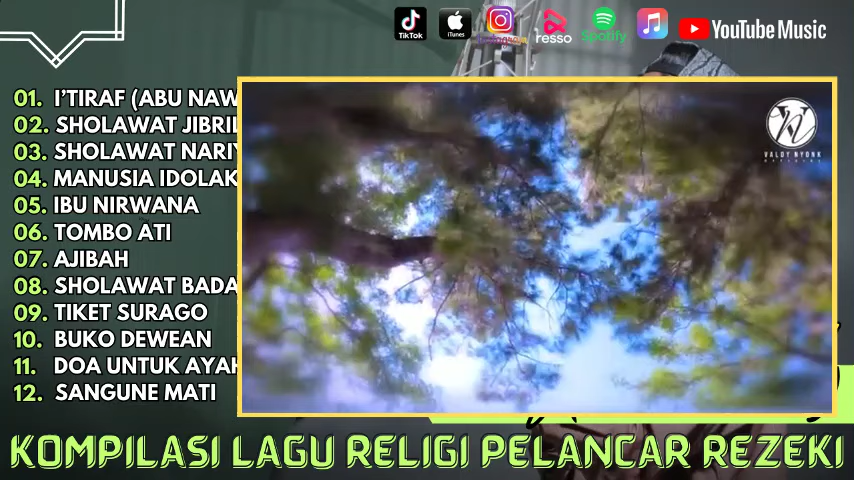 TikTok
iTunes
resso
Spotify
YouTube Music
01. I'TIRAF (ABU NAW
02. SHOLAWAT JIBRIL
03. SHOLAWAT NARIY
04. MANUSIA IDOLAK
05. IBU NIRWANA
06. TOMBO ATI
07. AJIBAH
08. SHOLAWAT BADA
09. TIKET SURAGO
10. BUKO DEWEAN
11. DOA UNTUK AYAH
12. SANGUNE MATI
VALDY NYONK
OFFICIAL
KOMPILASI LAGU RELIGI PELANCAR REZEKI